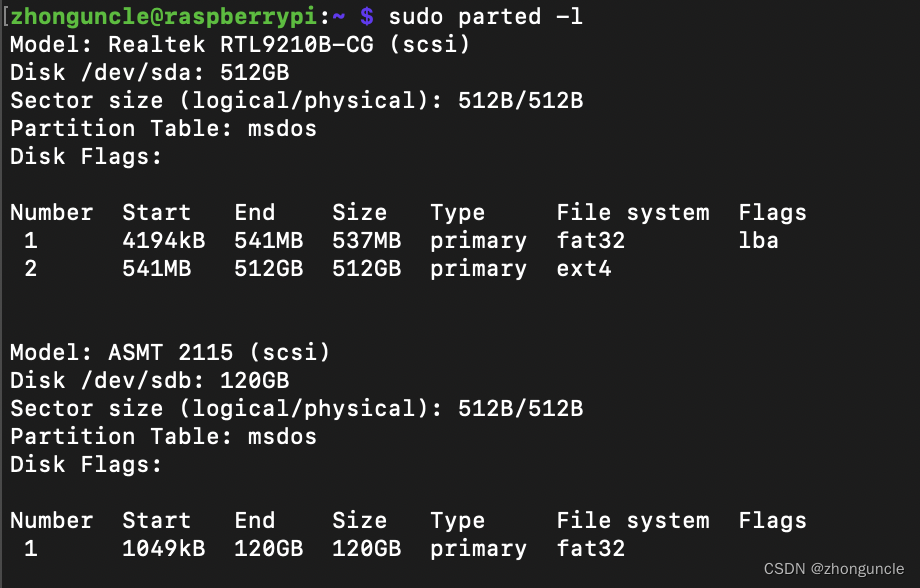 [zhonguncle@raspberrypi:~ $ sudo parted -l
Model: Realtek RTL9210B-CG (scsi)
Disk /dev/sda: 512GB
Sector size (logical/physical): 512B/512B
Partition Table: msdos
Disk Flags:
Number  Start   End    Size   Type     File system  Flags
 1      4194kB  541MB  537MB  primary  fat32        lba
 2      541MB   512GB  512GB  primary  ext4
Model: ASMT 2115 (scsi)
Disk /dev/sdb: 120GB
Sector size (logical/physical): 512B/512B
Partition Table: msdos
Disk Flags:
Number  Start   End    Size   Type     File system  Flags
 1      1049kB  120GB  120GB  primary  fat32
CSDN @zhonguncle